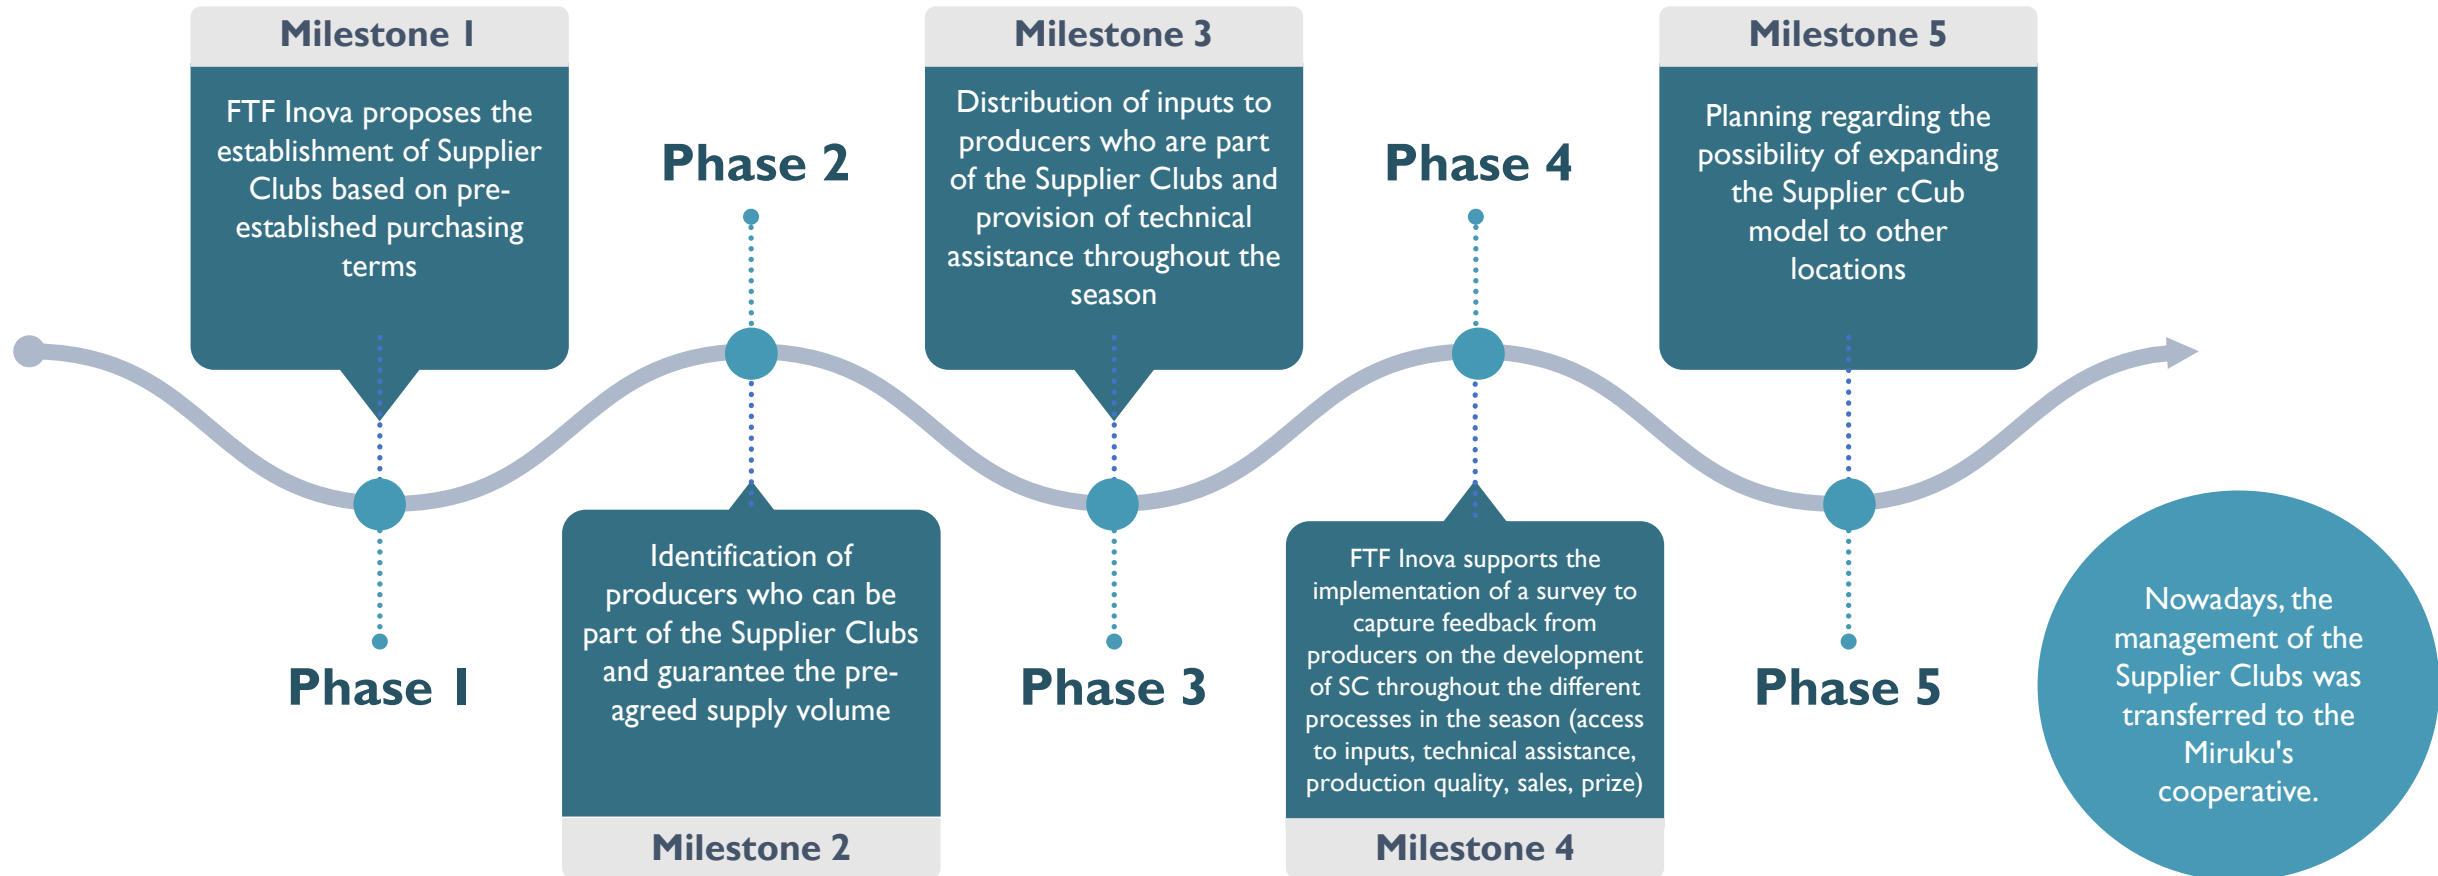 Milestone 1
FTF Inova proposes the
establishment of Supplier
Clubs based on pre-
established purchasing
terms
Phase 1
Phase 2
Identification of
producers who can be
part of the Supplier Clubs
and guarantee the pre-
agreed supply volume
Milestone 2
Milestone 3
Distribution of inputs to
producers who are part
of the Supplier Clubs and
provision of technical
assistance throughout the
season
Phase 3
Phase 4
FTF Inova supports the
implementation of a survey to
capture feedback from
producers on the development
of SC throughout the different
processes in the season (access
to inputs, technical assistance,
production quality, sales, prize)
Milestone 4
Milestone 5
Planning regarding the
possibility of expanding
the Supplier cCub
model to other
locations
Phase 5
Nowadays, the
management of the
Supplier Clubs was
transferred to the
Miruku's
cooperative.